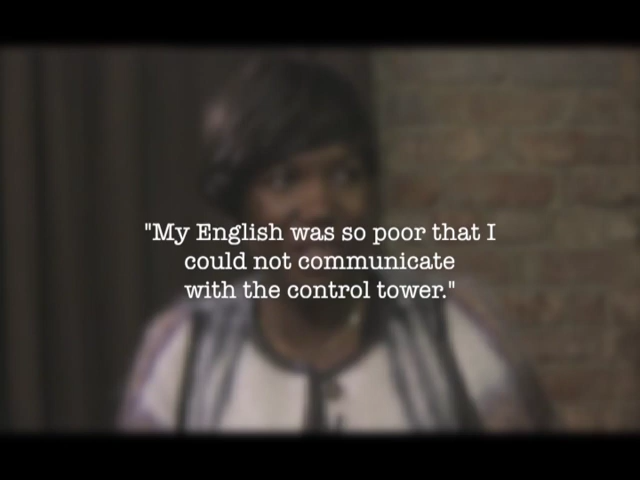 "My English was so poor that I
could not communicate
with the control tower."